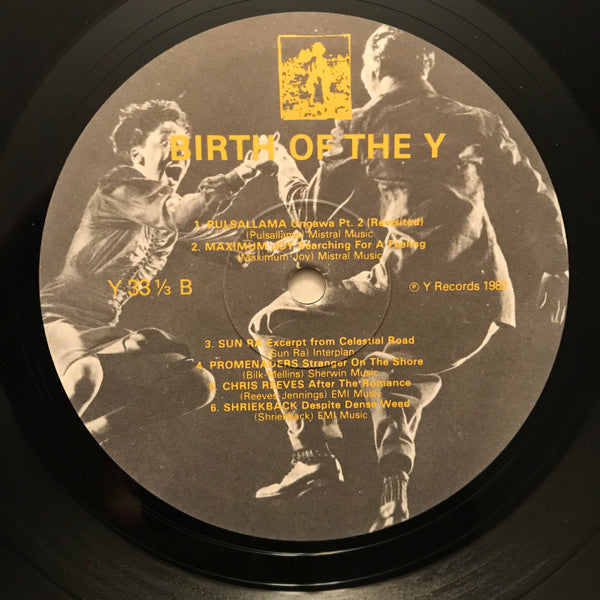 BIRTH OF THE Y
1. PULSALLAMA Ungawa Pt. 2 (Revisited)
(Pulsallama) Mistral Music
2. MAXIMUM JOY Searching For A Feeling
(Maximum Joy) Mistral Music
Y 33 ⅓ B
℗ Y Records 1982
3. SUN RA Excerpt from Celestial Road
(Sun Ra) Interplan
4. PROMENADERS Stranger On The Shore
(Bilk-Mellins) Sherwin Music
5. CHRIS REEVES After The Romance
(Reeves-Jennings) EMI Music
6. SHRIEKBACK Despite Dense Weed
(Shriekback) EMI Music